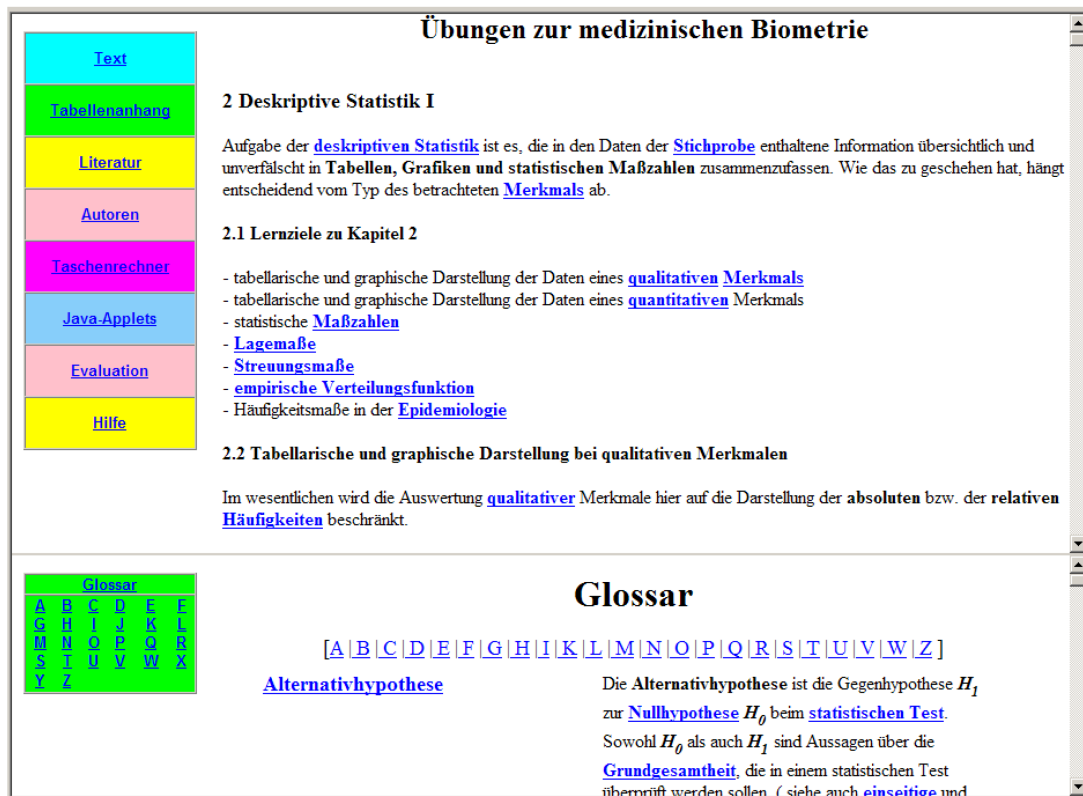 Text
Tabellenanhang
Literatur
Autoren
Taschenrechner
Java-Applets
Evaluation
Hilfe
Übungen zur medizinischen Biometrie
2 Deskriptive Statistik I
Aufgabe der deskriptiven Statistik ist es, die in den Daten der Stichprobe enthaltene Information übersichtlich und
unverfälscht in Tabellen, Grafiken und statistischen Maßzahlen zusammenzufassen. Wie das zu geschehen hat, hängt
entscheidend vom Typ des betrachteten Merkmals ab.
2.1 Lernziele zu Kapitel 2
- tabellarische und graphische Darstellung der Daten eines qualitativen Merkmals
- tabellarische und graphische Darstellung der Daten eines quantitativen Merkmals
- statistische Maßzahlen
- Lagemaße
- Streuungsmaße
- empirische Verteilungsfunktion
- Häufigkeitsmaße in der Epidemiologie
2.2 Tabellarische und graphische Darstellung bei qualitativen Merkmalen
Im wesentlichen wird die Auswertung qualitativer Merkmale hier auf die Darstellung der absoluten bzw. der relativen
Häufigkeiten beschränkt.
Glossar
A B C D E F
G H I J K L
M N O P Q R
S T U V W X
Y Z
Glossar
[A | B | C | D | E | F | G | H | I | K | L | M | N | O | P | Q | R | S | T | U | V | W | Z ]
Alternativhypothese
Die Alternativhypothese ist die Gegenhypothese H1
zur Nullhypothese H0 beim statistischen Test.
Sowohl H0 als auch H1 sind Aussagen über die
Grundgesamtheit, die in einem statistischen Test
überprüft werden sollen. ( siehe auch einseitige und